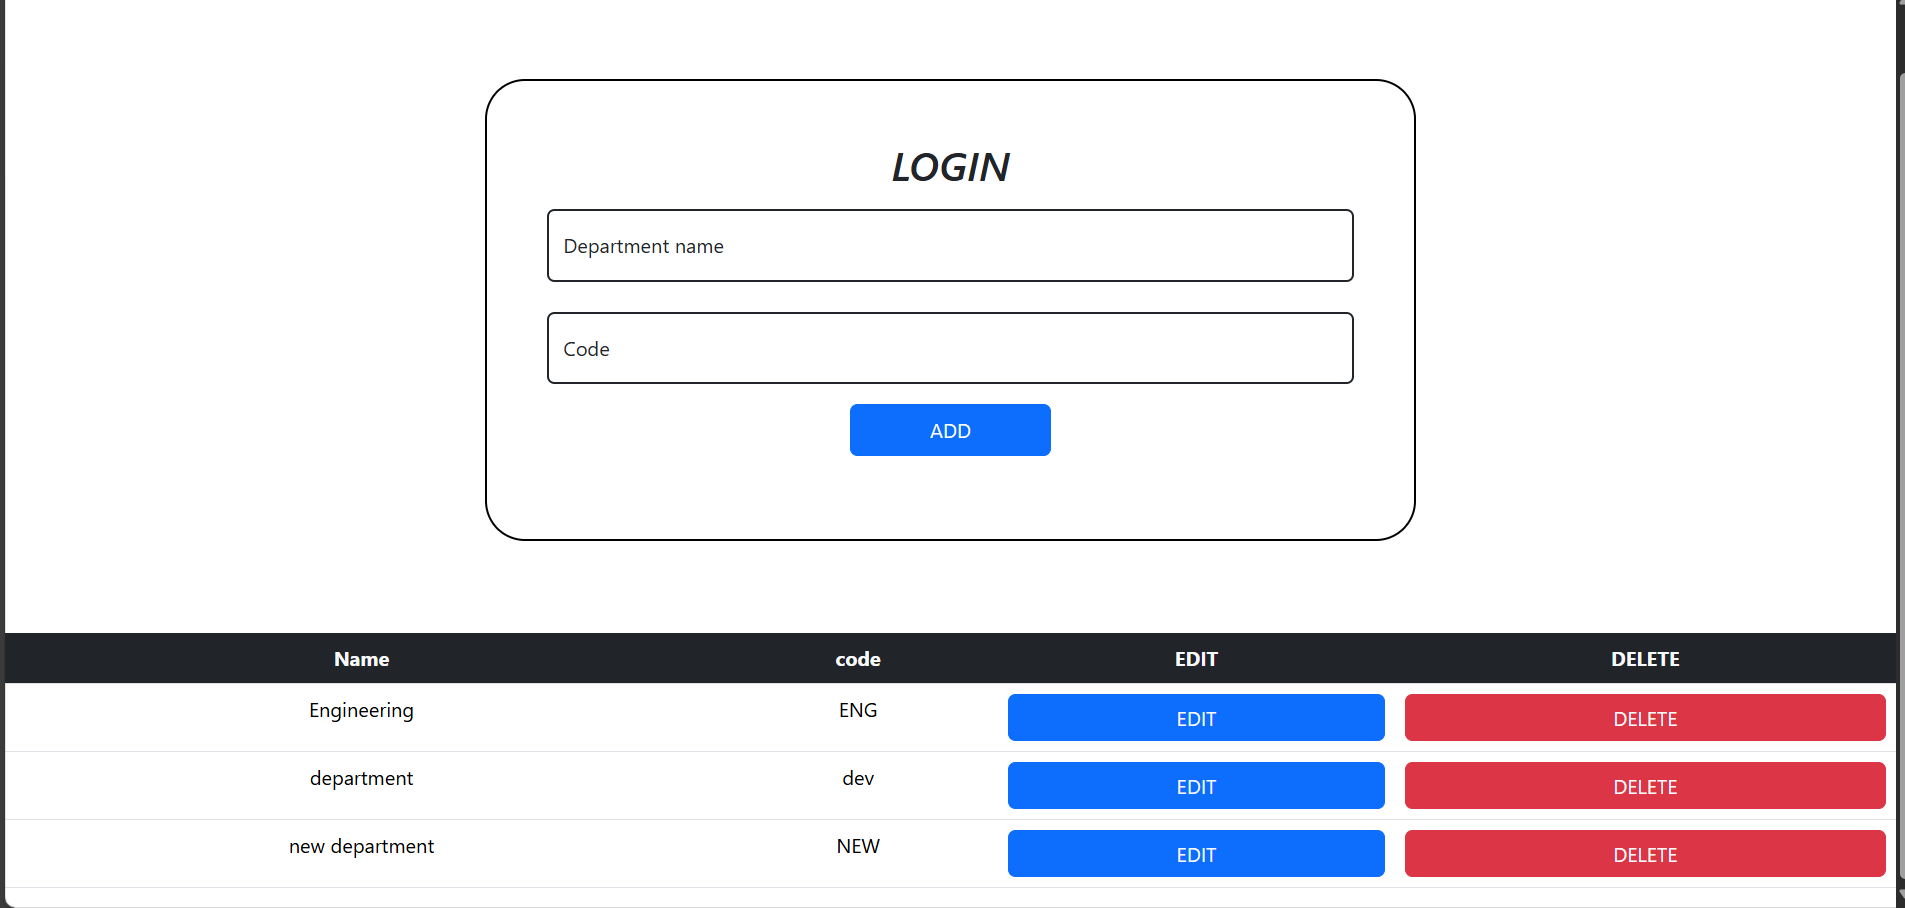 LOGIN
Department name
Code
ADD
Name code EDIT DELETE
Engineering ENG EDIT DELETE
department dev EDIT DELETE
new department NEW EDIT DELETE